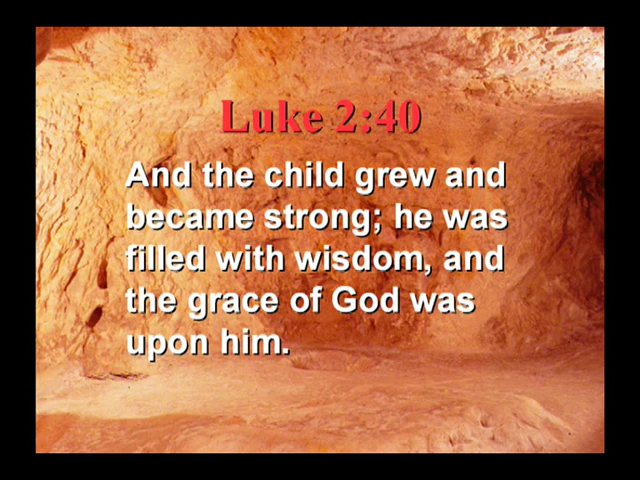 Luke 2:40
And the child grew and
became strong; he was
filled with wisdom, and
the grace of God was
upon him.